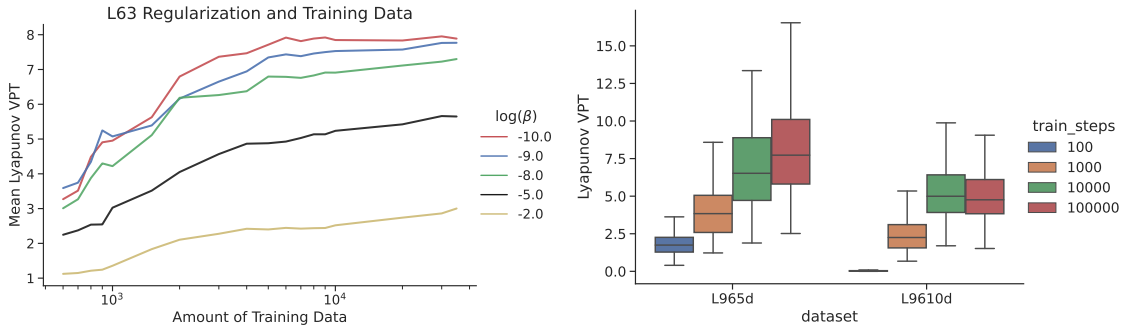 L63 Regularization and Training Data
Mean Lyapunov VPT
8
7
6
5
4
3
2
1
10³
10⁴
Amount of Training Data
log(β)
-10.0
-9.0
-8.0
-5.0
-2.0
Lyapunov VPT
15.0
12.5
10.0
7.5
5.0
2.5
0.0
L965d
L9610d
dataset
train_steps
100
1000
10000
100000